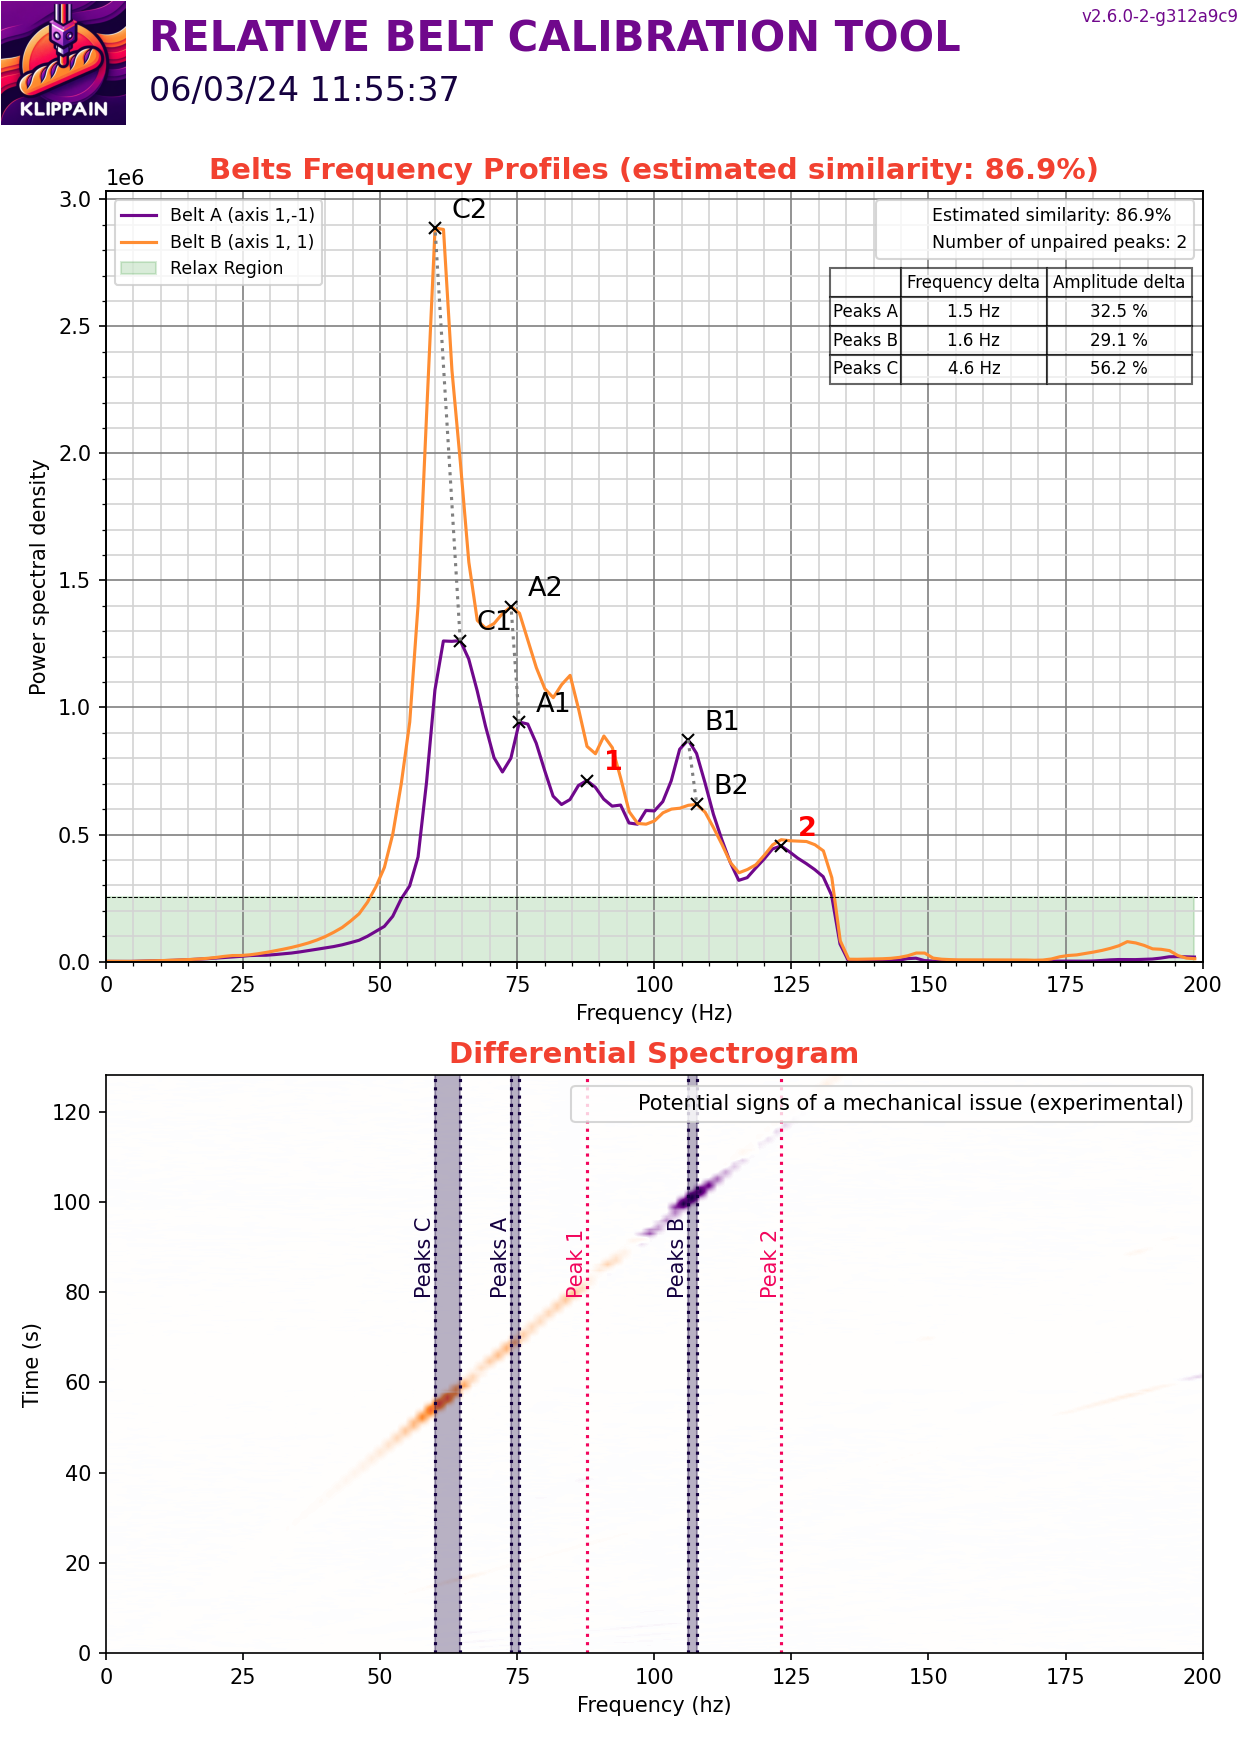 KLIPPAIN
RELATIVE BELT CALIBRATION TOOL
v2.6.0-2-g312a9c9
06/03/24 11:55:37
Belts Frequency Profiles (estimated similarity: 86.9%)
1e6
Belt A (axis 1,-1)
Belt B (axis 1, 1)
Relax Region
Estimated similarity: 86.9%
Number of unpaired peaks: 2
Frequency delta Amplitude delta
Peaks A 1.5 Hz 32.5 %
Peaks B 1.6 Hz 29.1 %
Peaks C 4.6 Hz 56.2 %
C2
A2
C1
A1
B1
1
B2
2
Power spectral density
3.0
2.5
2.0
1.5
1.0
0.5
0.0
0 25 50 75 100 125 150 175 200
Frequency (Hz)
Differential Spectrogram
Potential signs of a mechanical issue (experimental)
Peaks C
Peaks A
Peak 1
Peaks B
Peak 2
Time (s)
120
100
80
60
40
20
0
0 25 50 75 100 125 150 175 200
Frequency (hz)